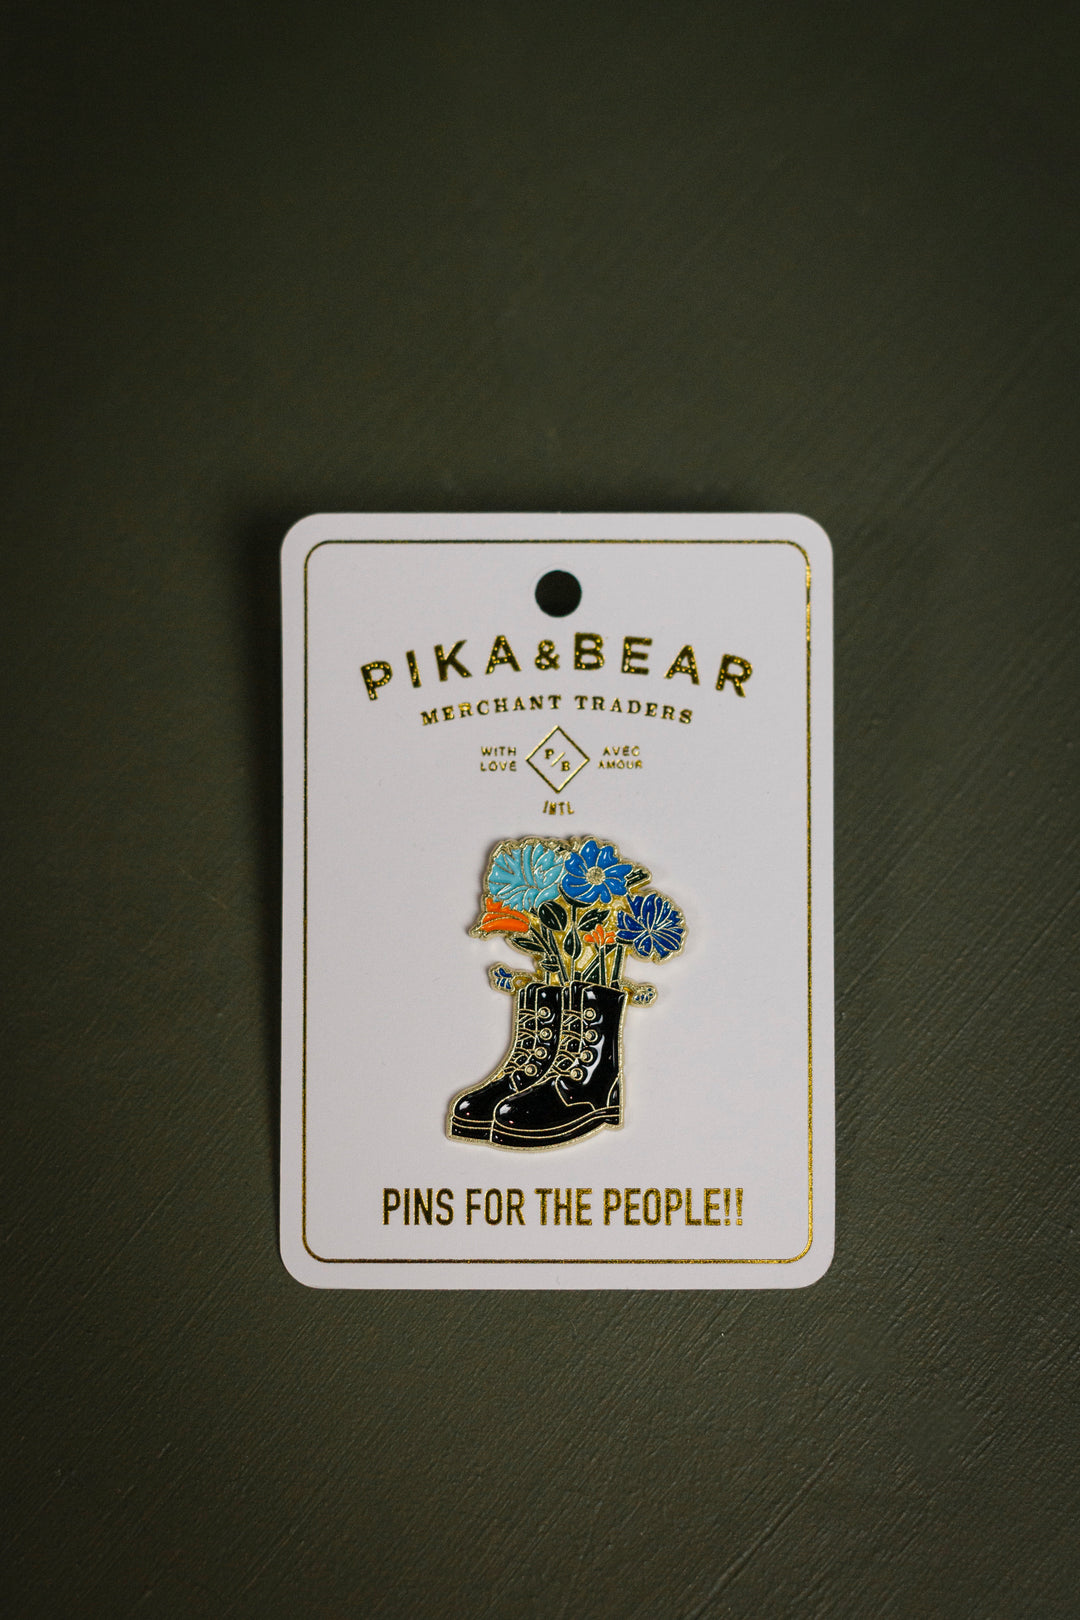 PIKA&BEAR
MERCHANT TRADERS
WITH LOVE
P/B
AVEC AMOUR
INTL
PINS FOR THE PEOPLE!!